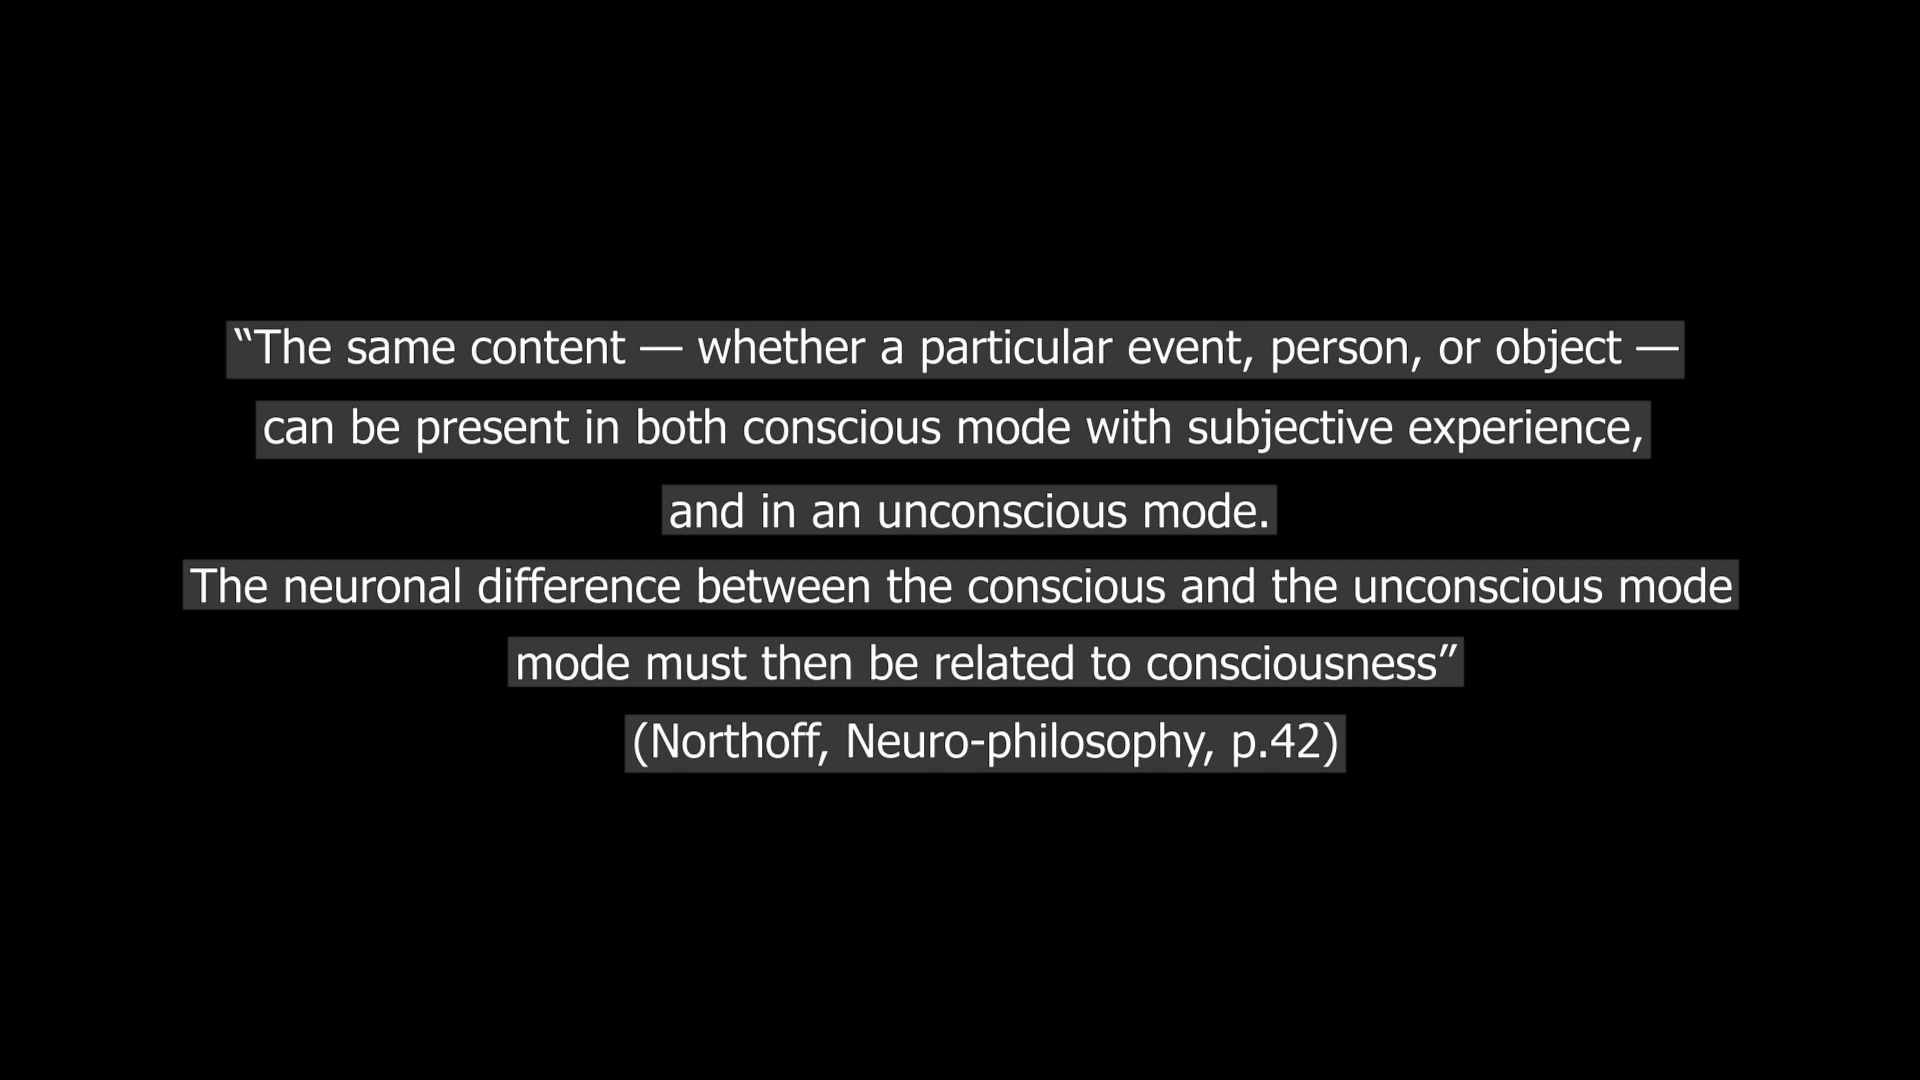 “The same content — whether a particular event, person, or object —
can be present in both conscious mode with subjective experience,
and in an unconscious mode.
The neuronal difference between the conscious and the unconscious mode
mode must then be related to consciousness”
(Northoff, Neuro-philosophy, p.42)